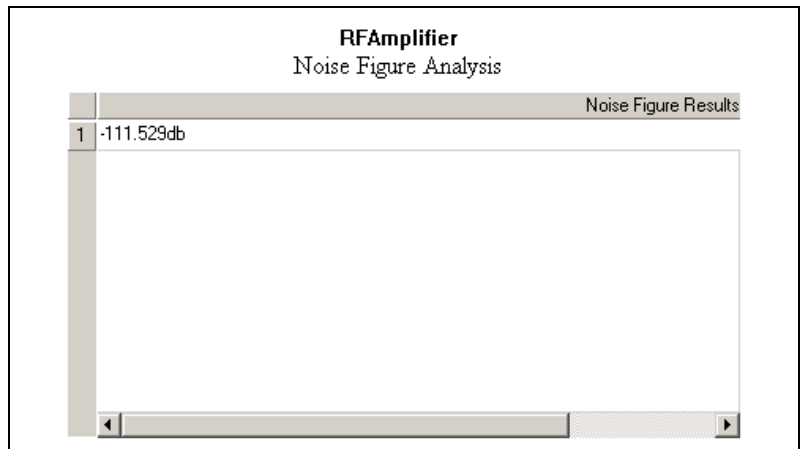 RFAmplifier
Noise Figure Analysis
Noise Figure Results
1 -111.529db